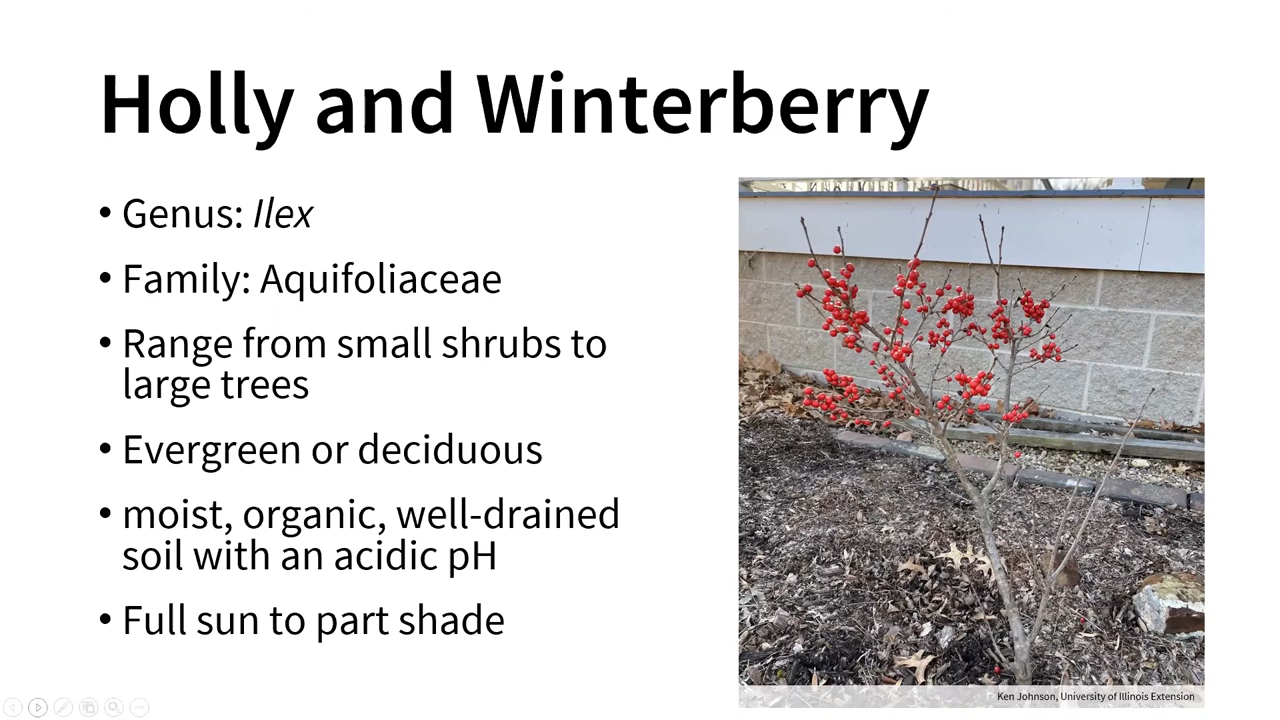 Holly and Winterberry
• Genus: Ilex
• Family: Aquifoliaceae
• Range from small shrubs to
large trees
• Evergreen or deciduous
• moist, organic, well-drained
soil with an acidic pH
• Full sun to part shade
Ken Johnson, University of Illinois Extension